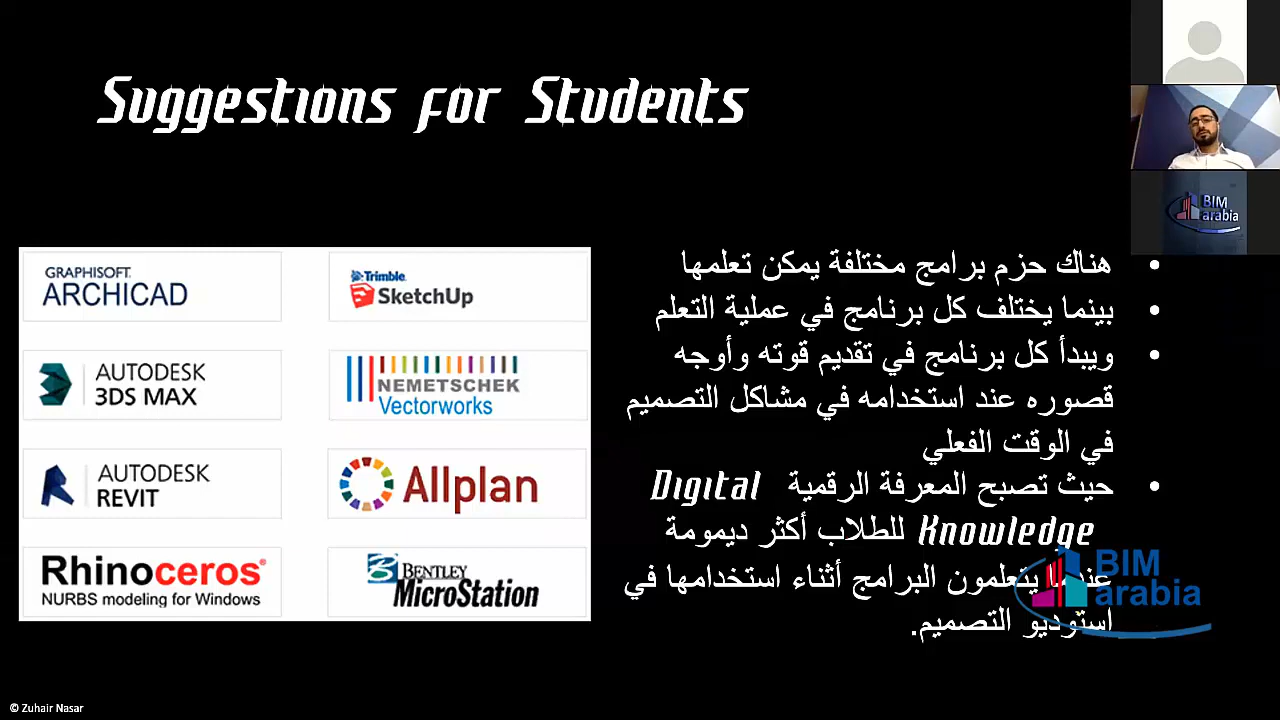 Suggestions for Students
BIM
arabia
GRAPHISOFT.
ARCHICAD
Trimble.
SketchUp
AUTODESK
3DS MAX
NEMETSCHEK
Vectorworks
AUTODESK
REVIT
Allplan
Rhinoceros®
NURBS modeling for Windows
BENTLEY
MicroStation
• هناك حزم برامج مختلفة يمكن تعلمها
• بينما يختلف كل برنامج في عملية التعلم
• ويبدأ كل برنامج في تقديم قوته وأوجه
قصوره عند استخدامه في مشاكل التصميم
في الوقت الفعلي
• حيث تصبح المعرفة الرقمية Digital
Knowledge للطلاب أكثر ديمومة
عندما يتعلمون البرامج أثناء استخدامها في
استوديو التصميم.
BIM
arabia
© Zuhair Nasar